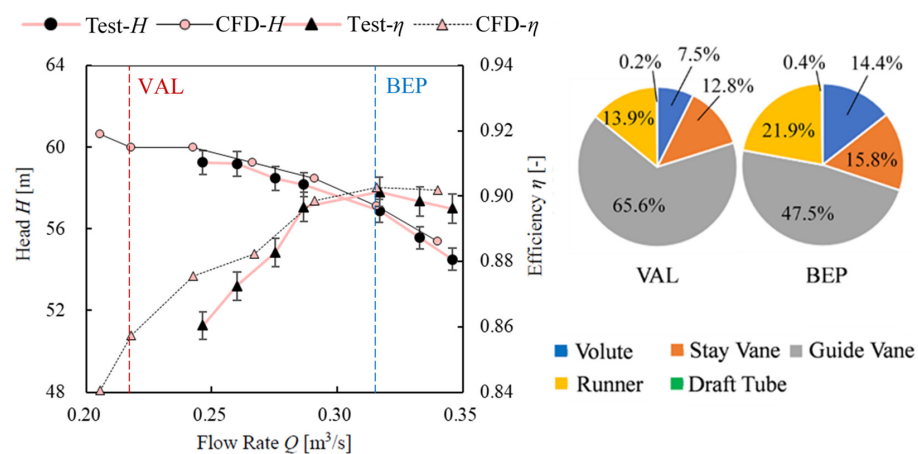 Test-H CFD-H Test-η CFD-η
64
60
56
52
48
Head H [m]
VAL
BEP
0.94
0.92
0.90
0.88
0.86
0.84
Efficiency η [-]
0.20 0.25 0.30 0.35
Flow Rate Q [m³/s]
0.2% 7.5%
12.8%
13.9%
65.6%
VAL
0.4% 14.4%
21.9%
15.8%
47.5%
BEP
Volute Stay Vane Guide Vane
Runner Draft Tube